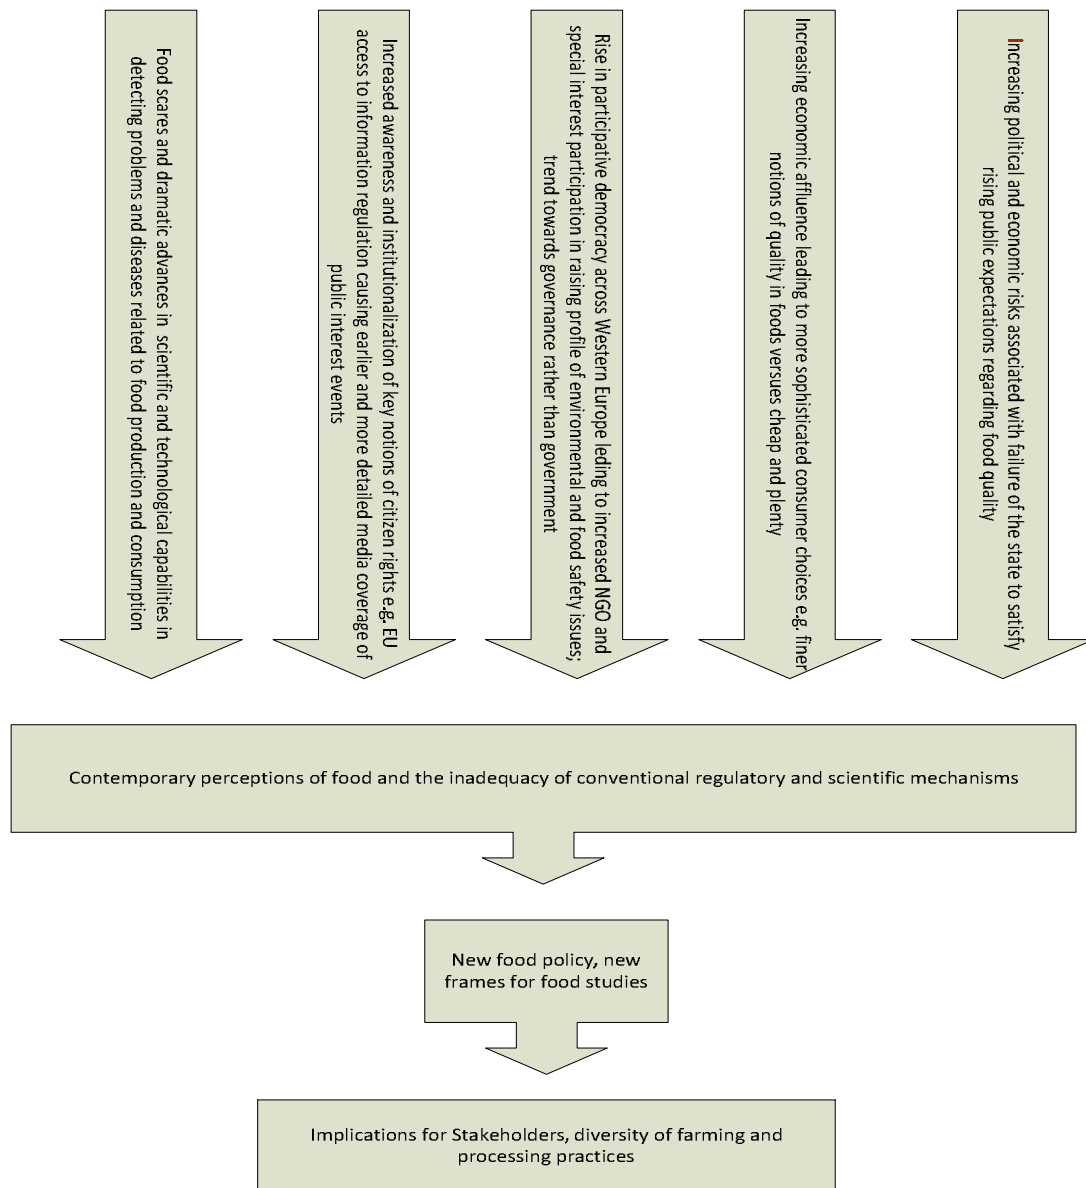 Food scares and dramatic advances in scientific and technological capabilities in
detecting problems and diseases related to food production and consumption
Increased awareness and institutionalization of key notions of citizen rights e.g. EU
access to information regulation causing earlier and more detailed media coverage of
public interest events
Rise in participative democracy across Western Europe leding to increased NGO and
special interest participation in raising profile of environmental and food safety issues;
trend towards governance rather than government
Increasing economic affluence leading to more sophisticated consumer choices e.g. finer
notions of quality in foods versues cheap and plenty
Increasing political and economic risks associated with failure of the state to satisfy
rising public expectations regarding food quality
Contemporary perceptions of food and the inadequacy of conventional regulatory and scientific mechanisms
New food policy, new
frames for food studies
Implications for Stakeholders, diversity of farming and
processing practices